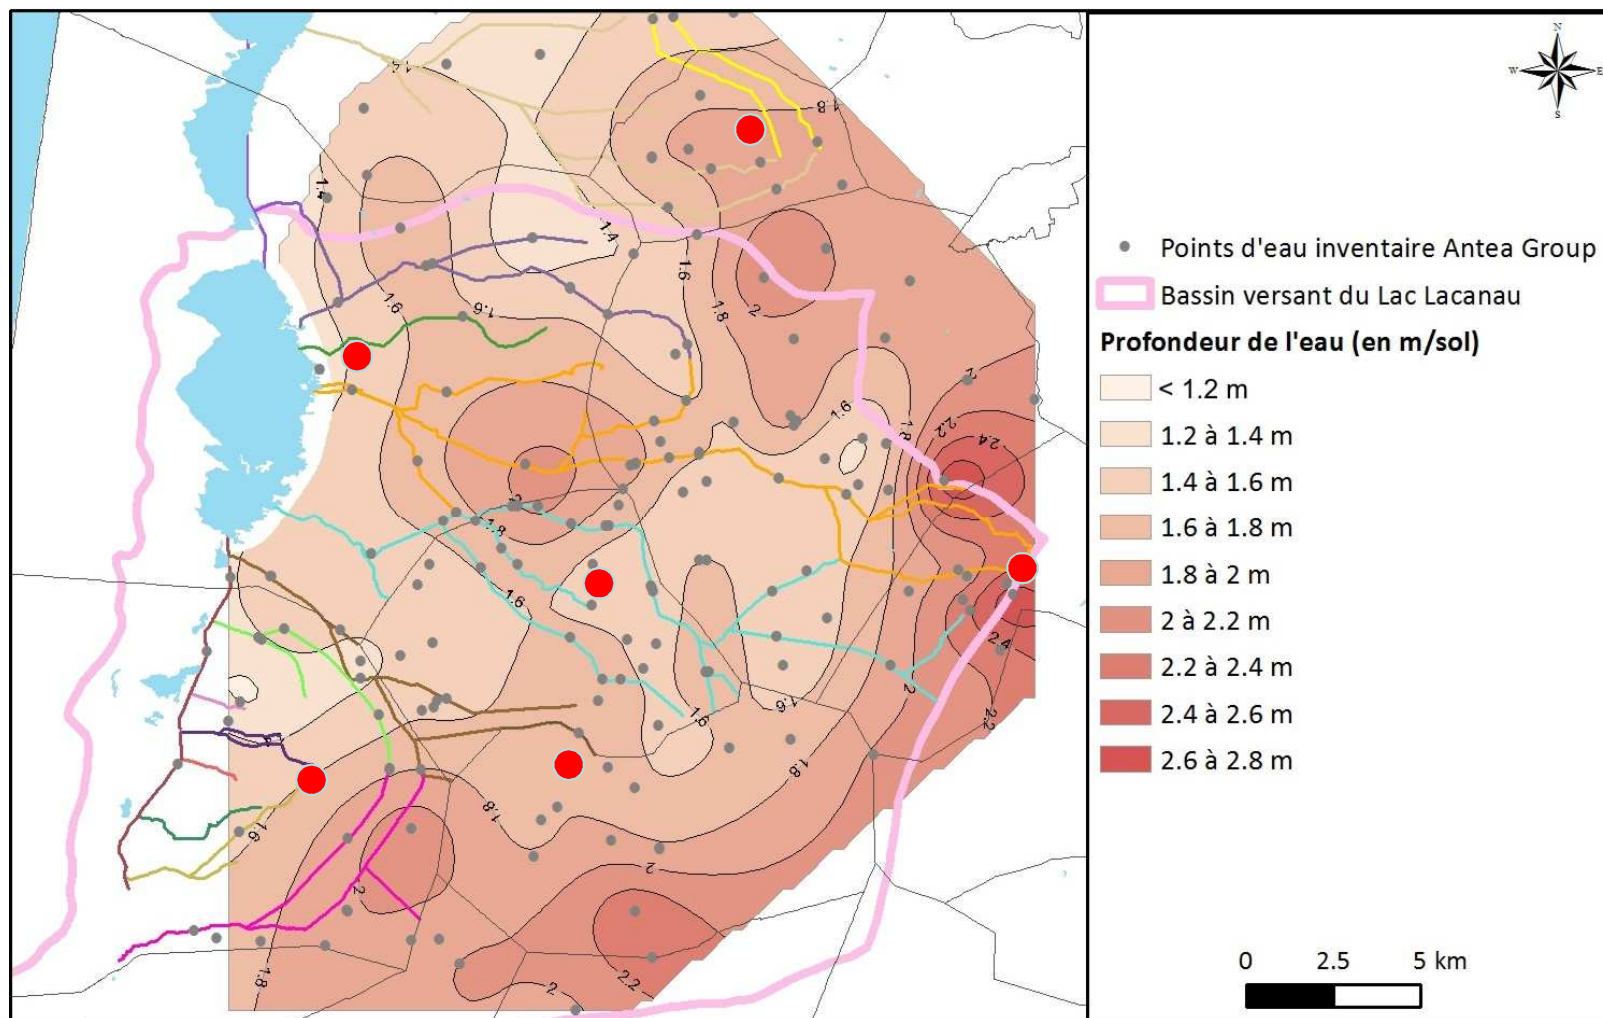 N
W E
S
Points d'eau inventaire Antea Group
Bassin versant du Lac Lacanau
Profondeur de l'eau (en m/sol)
< 1.2 m
1.2 à 1.4 m
1.4 à 1.6 m
1.6 à 1.8 m
1.8 à 2 m
2 à 2.2 m
2.2 à 2.4 m
2.4 à 2.6 m
2.6 à 2.8 m
0 2.5 5 km
1.4
1.8
1.4
1.4
1.6
1.6
1.6
1.8
2
2
1.6
1.8
2.2
2.4
2
1.8
1.6
2.4
2
1.6
1.6
2.2
1.8
1.8
1.6
2
2
1.8
2
2.2